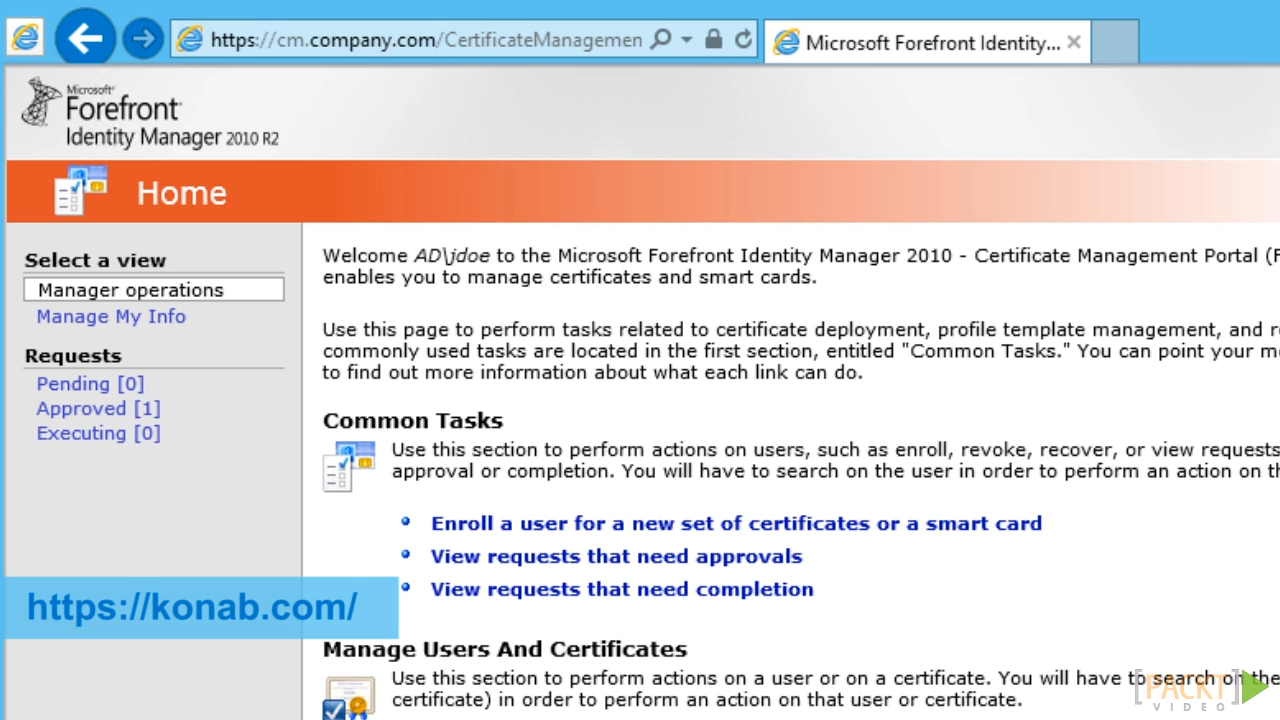 https://cm.company.com/CertificateManagemen
Microsoft Forefront Identity...
Microsoft
Forefront
Identity Manager 2010 R2
Home
Select a view
Manager operations
Manage My Info
Requests
Pending [0]
Approved [1]
Executing [0]
Welcome AD\jdoe to the Microsoft Forefront Identity Manager 2010 - Certificate Management Portal (F
enables you to manage certificates and smart cards.
Use this page to perform tasks related to certificate deployment, profile template management, and re
commonly used tasks are located in the first section, entitled "Common Tasks." You can point your m
to find out more information about what each link can do.
Common Tasks
Use this section to perform actions on users, such as enroll, revoke, recover, or view requests
approval or completion. You will have to search on the user in order to perform an action on th
Enroll a user for a new set of certificates or a smart card
View requests that need approvals
View requests that need completion
https://konab.com/
Manage Users And Certificates
Use this section to perform actions on a user or on a certificate. You will have to search on the
certificate) in order to perform an action on that user or certificate.
[PACKT]
VIDEO